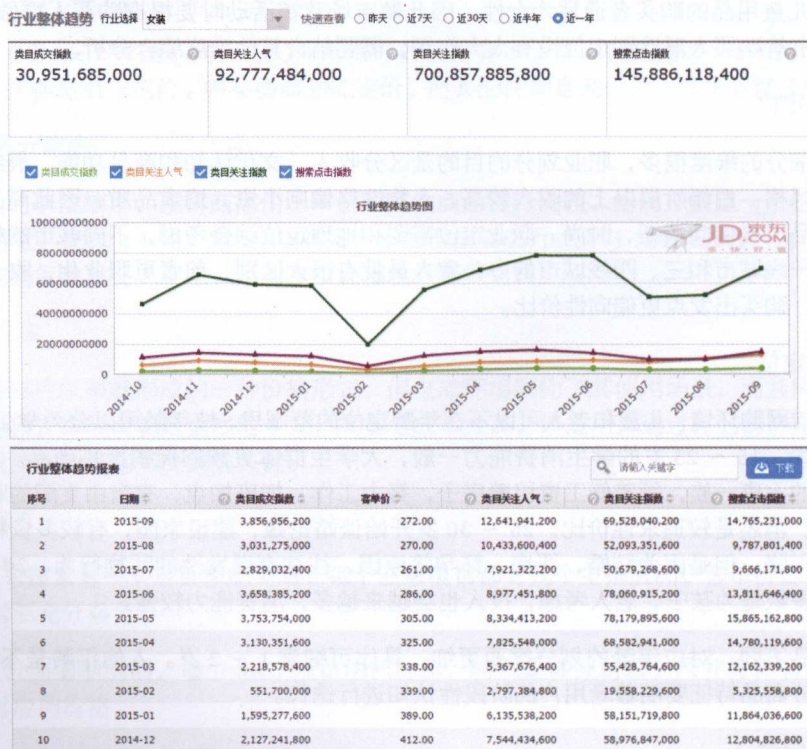 行业整体趋势 行业选择 女装 快速查看 昨天 近7天 近30天 近半年 近一年
类目成交指数 类目关注人气 类目关注指数 搜索点击指数
30,951,685,000 92,777,484,000 700,857,885,800 145,886,118,400
类目成交指数 类目关注人气 类目关注指数 搜索点击指数
行业整体趋势图
JD.京东
.COM
多·快·好·省
100000000000
80000000000
60000000000
40000000000
20000000000
0
2014-10 2014-11 2014-12 2015-01 2015-02 2015-03 2015-04 2015-05 2015-06 2015-07 2015-08 2015-09
行业整体趋势报表 请输入关键字 下载
序号 日期 类目成交指数 客单价 类目关注人气 类目关注指数 搜索点击指数
1 2015-09 3,856,956,200 272.00 12,641,941,200 69,528,040,200 14,765,231,000
2 2015-08 3,031,275,000 270.00 10,433,600,400 52,093,351,600 9,787,881,400
3 2015-07 2,829,032,400 261.00 7,921,322,200 50,679,268,600 9,666,171,800
4 2015-06 3,658,385,200 286.00 8,977,451,800 78,060,915,200 13,811,646,400
5 2015-05 3,753,754,000 305.00 8,334,413,200 78,179,895,600 15,865,162,800
6 2015-04 3,130,351,600 325.00 7,825,548,000 68,582,941,000 14,780,119,600
7 2015-03 2,218,578,400 338.00 5,367,676,400 55,428,764,600 12,162,339,200
8 2015-02 551,700,000 339.00 2,797,384,800 19,558,229,600 5,325,558,800
9 2015-01 1,595,277,600 389.00 6,135,538,200 58,151,719,800 11,864,036,600
10 2014-12 2,127,241,800 412.00 7,544,434,600 58,976,847,000 12,804,826,800